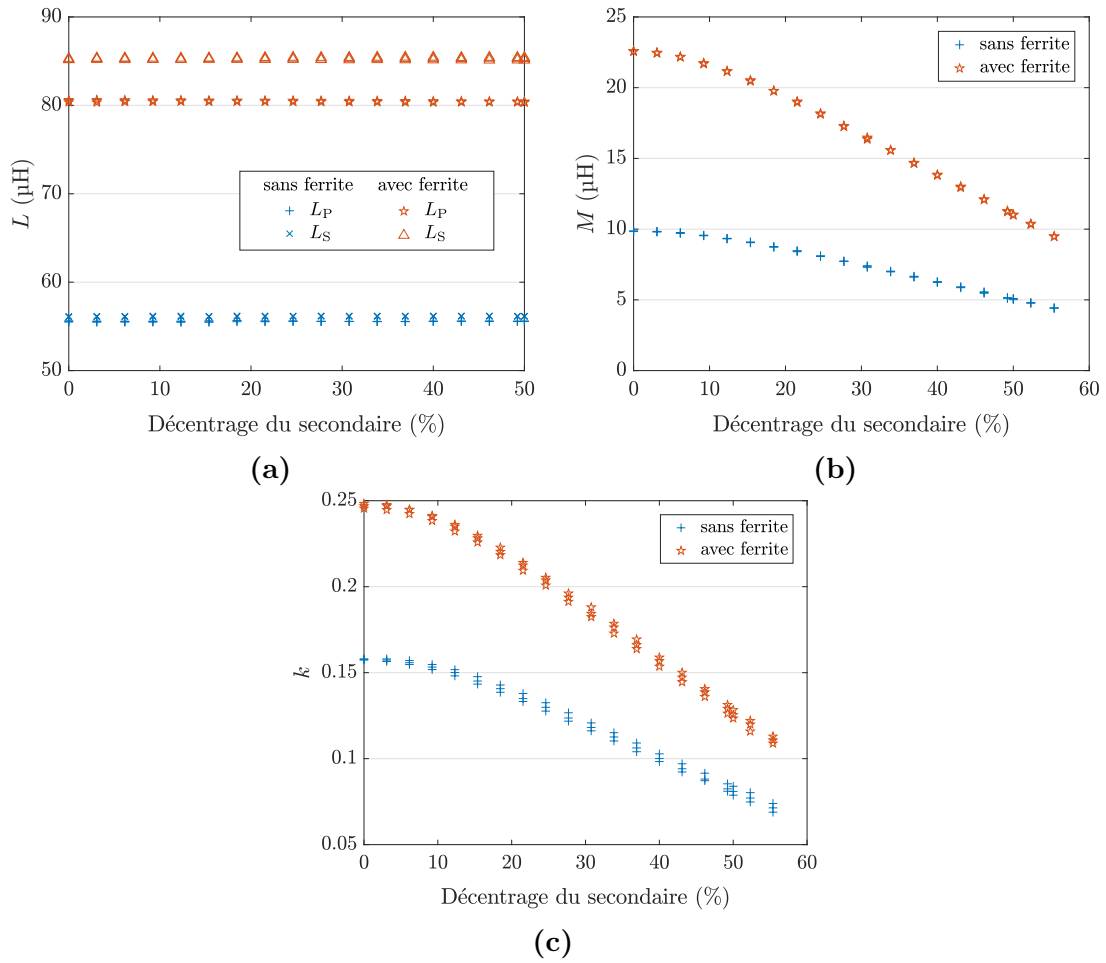 90
80
70
60
50
L (µH)
sans ferrite avec ferrite
L_P L_P
L_S L_S
0 10 20 30 40 50
Décentrage du secondaire (%)
(a)
25
20
15
10
5
0
M (µH)
sans ferrite
avec ferrite
0 10 20 30 40 50 60
Décentrage du secondaire (%)
(b)
0.25
0.2
0.15
0.1
0.05
k
sans ferrite
avec ferrite
0 10 20 30 40 50 60
Décentrage du secondaire (%)
(c)